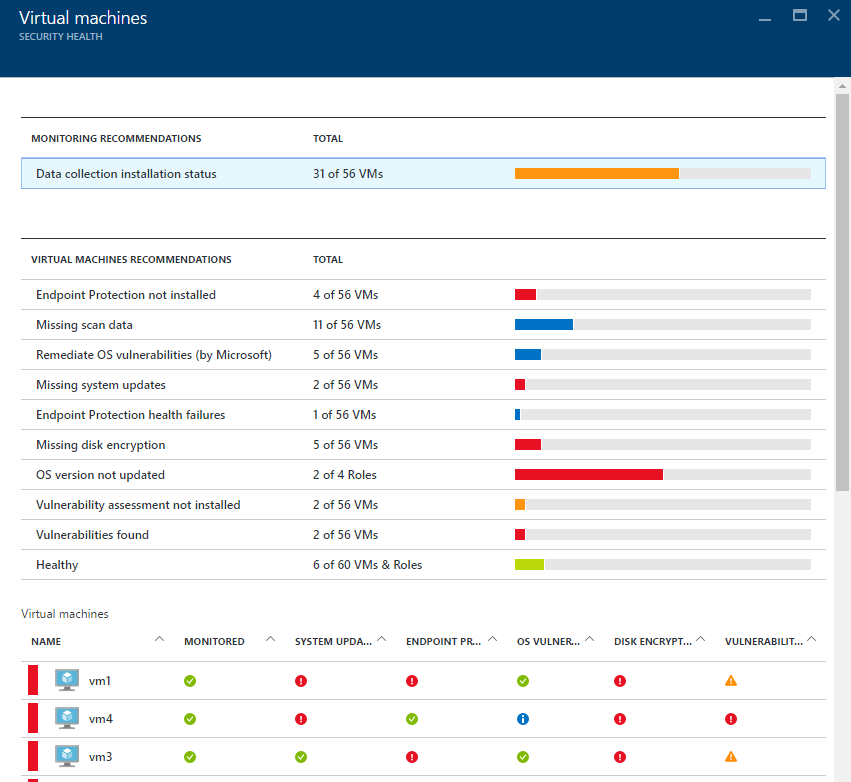 Virtual machines
SECURITY HEALTH
MONITORING RECOMMENDATIONS TOTAL
Data collection installation status 31 of 56 VMs
VIRTUAL MACHINES RECOMMENDATIONS TOTAL
Endpoint Protection not installed 4 of 56 VMs
Missing scan data 11 of 56 VMs
Remediate OS vulnerabilities (by Microsoft) 5 of 56 VMs
Missing system updates 2 of 56 VMs
Endpoint Protection health failures 1 of 56 VMs
Missing disk encryption 5 of 56 VMs
OS version not updated 2 of 4 Roles
Vulnerability assessment not installed 2 of 56 VMs
Vulnerabilities found 2 of 56 VMs
Healthy 6 of 60 VMs & Roles
Virtual machines
NAME MONITORED SYSTEM UPDA... ENDPOINT PR... OS VULNER... DISK ENCRYPT... VULNERABILIT...
vm1
vm4
vm3